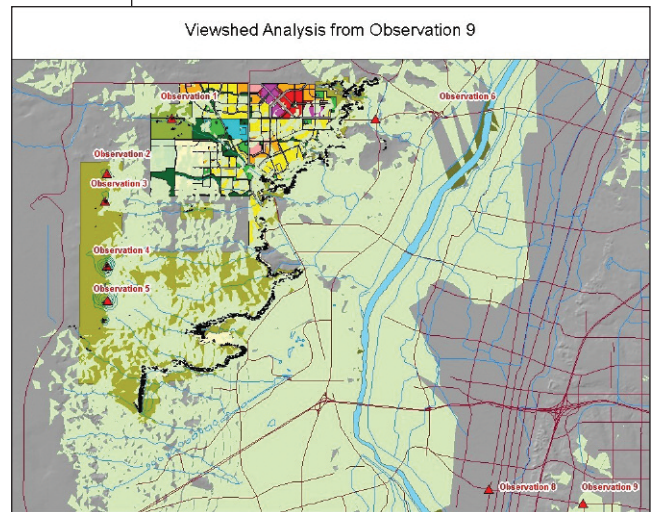 Viewshed Analysis from Observation 9
Observation 1
Observation 6
Observation 2
Observation 3
Observation 4
Observation 5
Observation 8
Observation 9